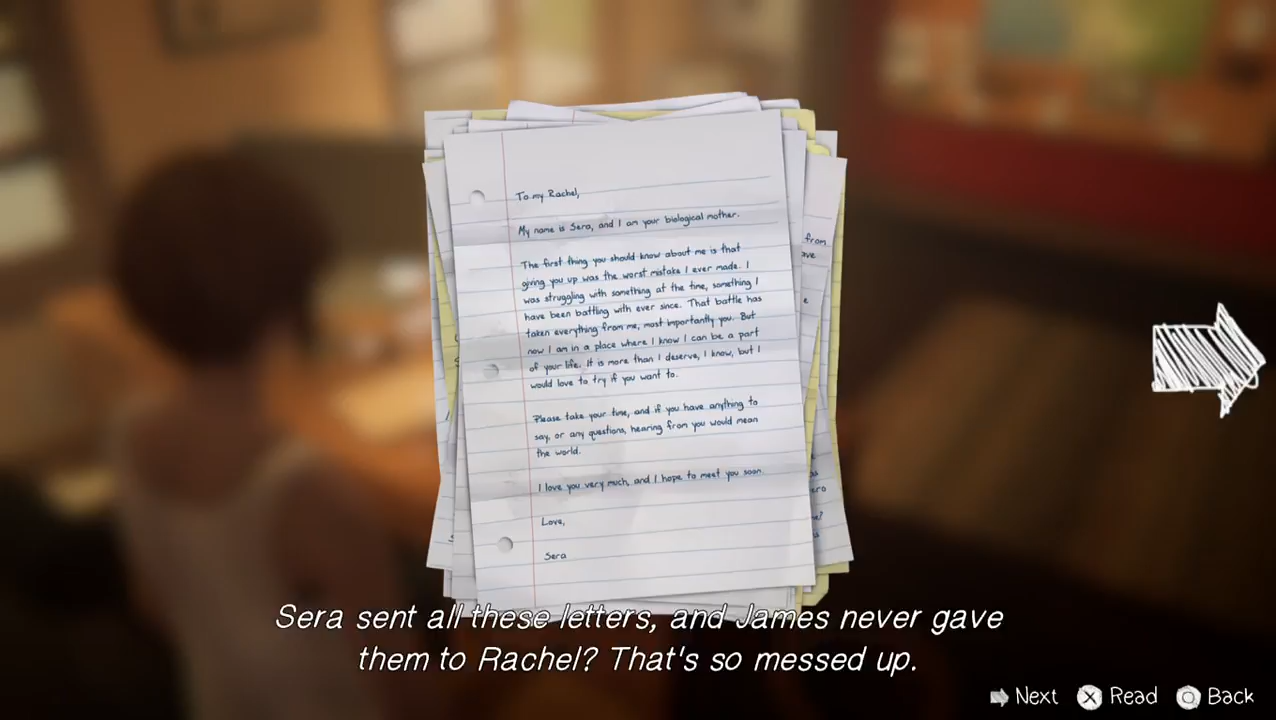 To my Rachel,
My name is Sera, and I am your biological mother.
The first thing you should know about me is that
giving you up was the worst mistake I ever made. I
was struggling with something at the time, something I
have been battling with ever since. That battle has
taken everything from me, most importantly you. But
now I am in a place where I know I can be a part
of your life. It is more than I deserve, I know, but I
would love to try if you want to.
Please take your time, and if you have anything to
say, or any questions, hearing from you would mean
the world.
I love you very much, and I hope to meet you soon.
Love,
Sera
from
ave
Sera sent all these letters, and James never gave
them to Rachel? That's so messed up.
Next
Read
Back